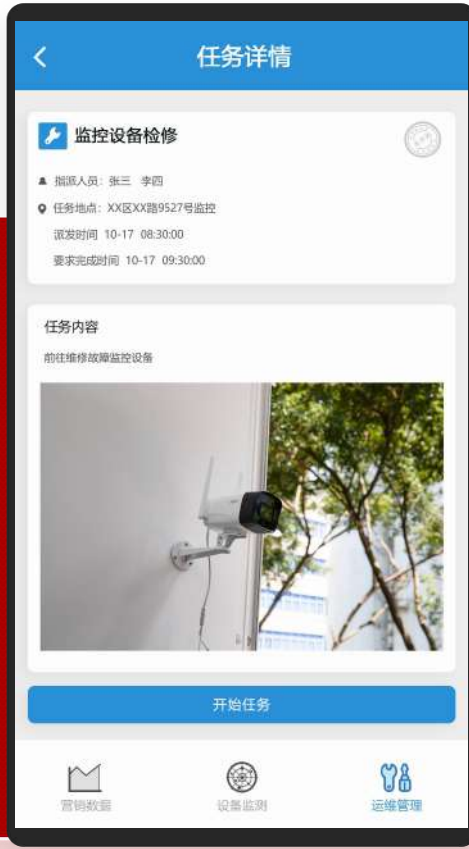 任务详情
监控设备检修
指派人员：张三 李四
任务地点：XX区XX路9527号监控
派发时间 10-17 08:30:00
要求完成时间 10-17 09:30:00
任务内容
前往维修故障监控设备
开始任务
营销数据
设备监测
运维管理